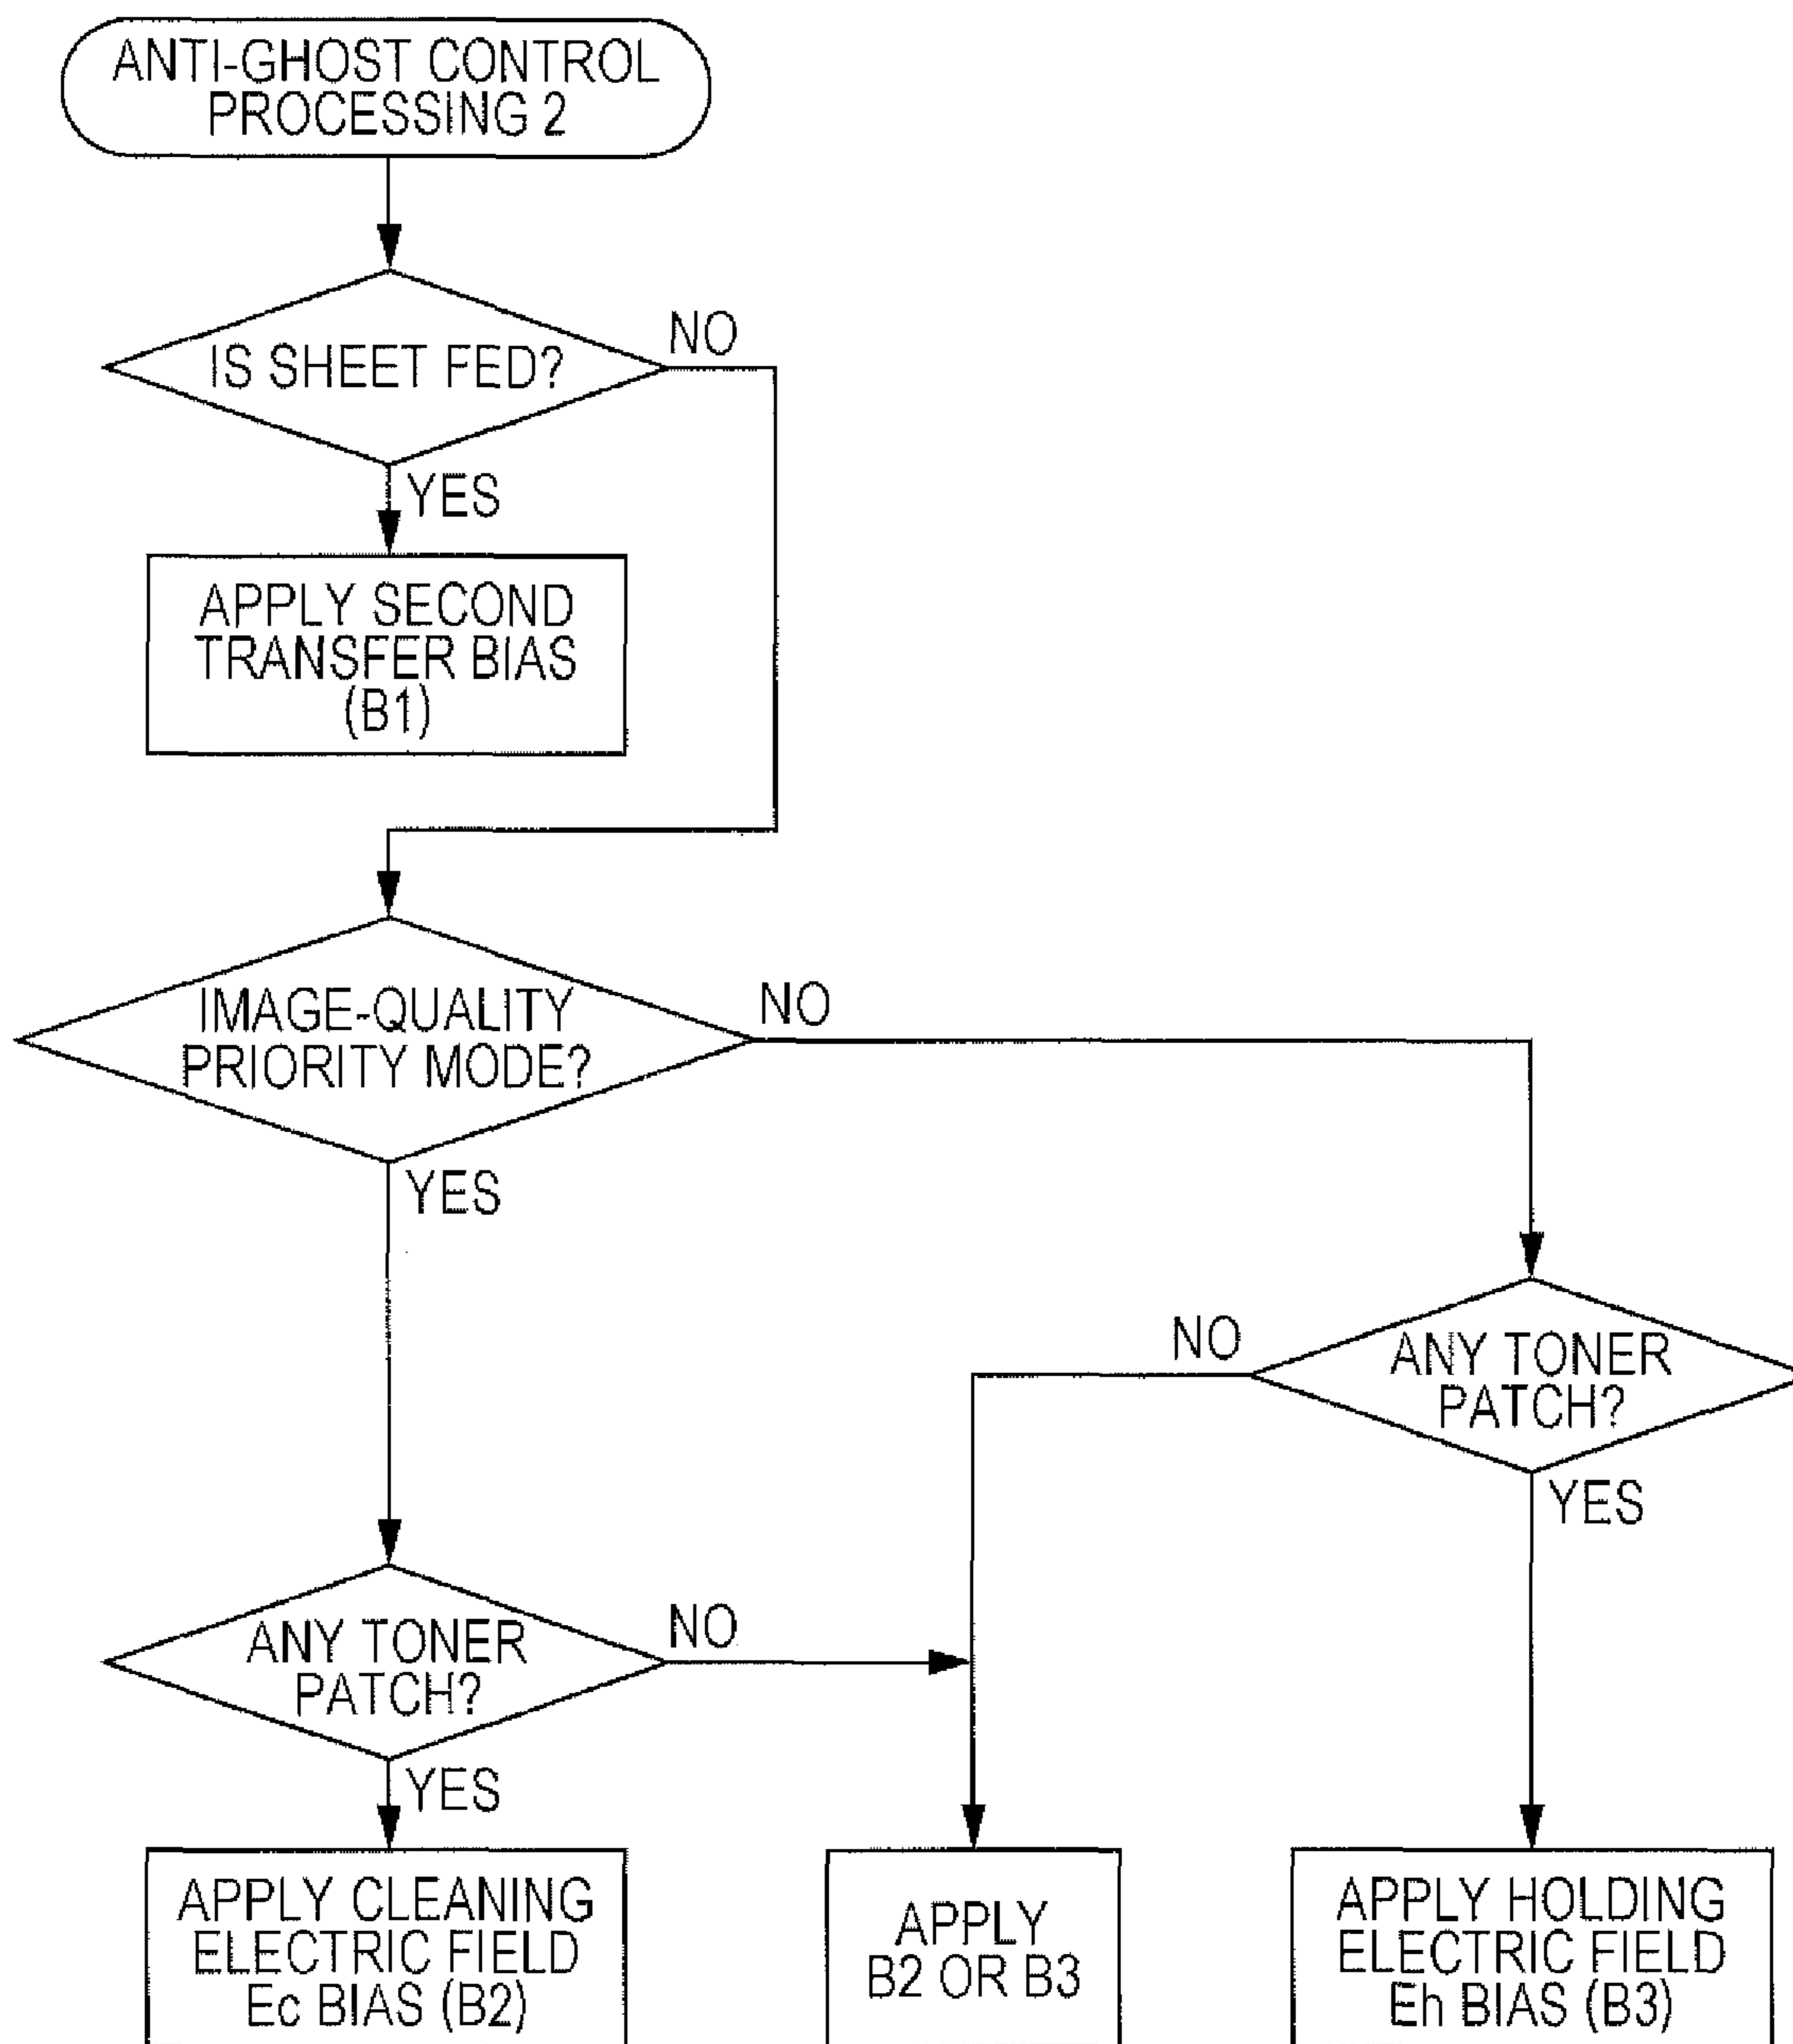 ANTI-GHOST CONTROL
PROCESSING 2
IS SHEET FED?
NO
YES
APPLY SECOND
TRANSFER BIAS
(B1)
IMAGE-QUALITY
PRIORITY MODE?
NO
YES
NO
ANY TONER
PATCH?
YES
ANY TONER
PATCH?
NO
YES
APPLY CLEANING
ELECTRIC FIELD
Ec BIAS (B2)
APPLY
B2 OR B3
APPLY HOLDING
ELECTRIC FIELD
Eh BIAS (B3)